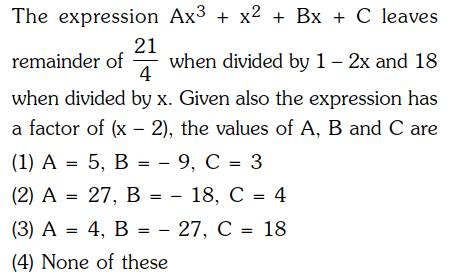 The expression Ax³ + x² + Bx + C leaves
remainder of 21/4 when divided by 1 – 2x and 18
when divided by x. Given also the expression has
a factor of (x – 2), the values of A, B and C are
(1) A = 5, B = – 9, C = 3
(2) A = 27, B = – 18, C = 4
(3) A = 4, B = – 27, C = 18
(4) None of these